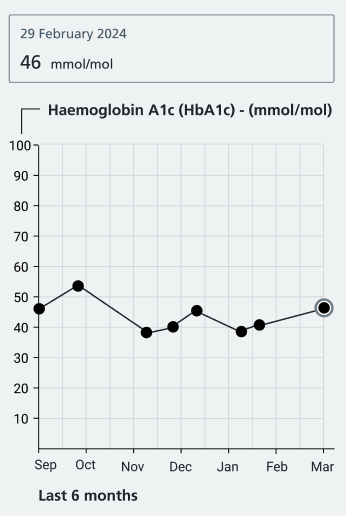 29 February 2024
46 mmol/mol
Haemoglobin A1c (HbA1c) - (mmol/mol)
100
90
80
70
60
50
40
30
20
10
Sep Oct Nov Dec Jan Feb Mar
Last 6 months